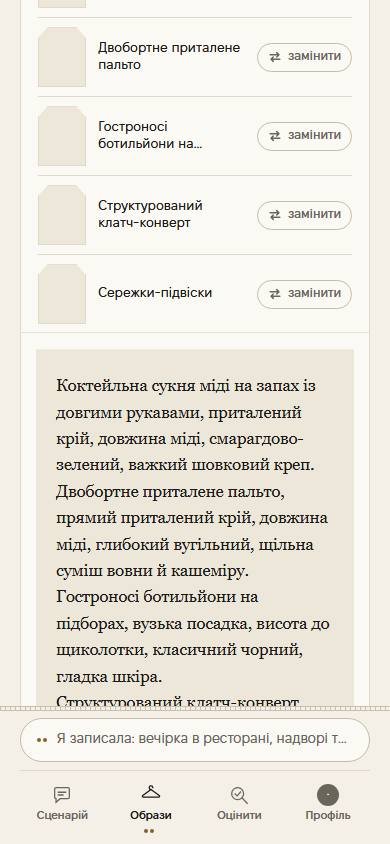 Двобортне приталене
пальто
замінити
Гостроносі
ботильйони на…
замінити
Структурований
клатч-конверт
замінити
Сережки-підвіски
замінити
Коктейльна сукня міді на запах із
довгими рукавами, приталений
крій, довжина міді, смарагдово-
зелений, важкий шовковий креп.
Двобортне приталене пальто,
прямий приталений крій, довжина
міді, глибокий вугільний, щільна
суміш вовни й кашеміру.
Гостроносі ботильйони на
підборах, вузька посадка, висота до
щиколотки, класичний чорний,
гладка шкіра.
Структурований клатч-конверт
Я записала: вечірка в ресторані, надворі т…
Сценарій
Образи
Оцінити
Профіль